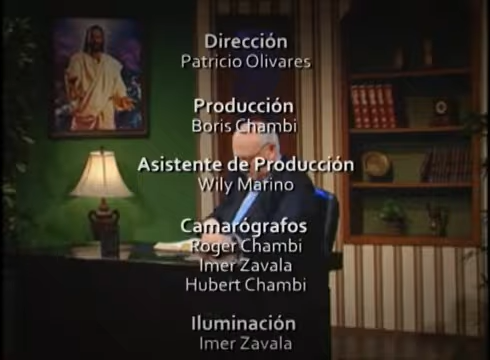 Dirección
Patricio Olivares
Producción
Boris Chambi
Asistente de Producción
Wily Marino
Camarógrafos
Roger Chambi
Imer Zavala
Hubert Chambi
Iluminación
Imer Zavala